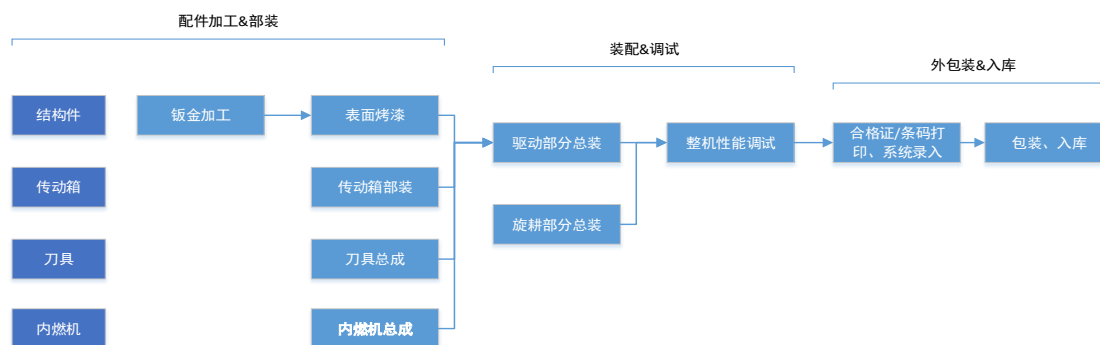 配件加工&部装
装配&调试
外包装&入库
结构件
钣金加工
表面烤漆
驱动部分总装
整机性能调试
合格证/条码打
印、系统录入
包装、入库
传动箱
传动箱部装
旋耕部分总装
刀具
刀具总成
内燃机
内燃机总成